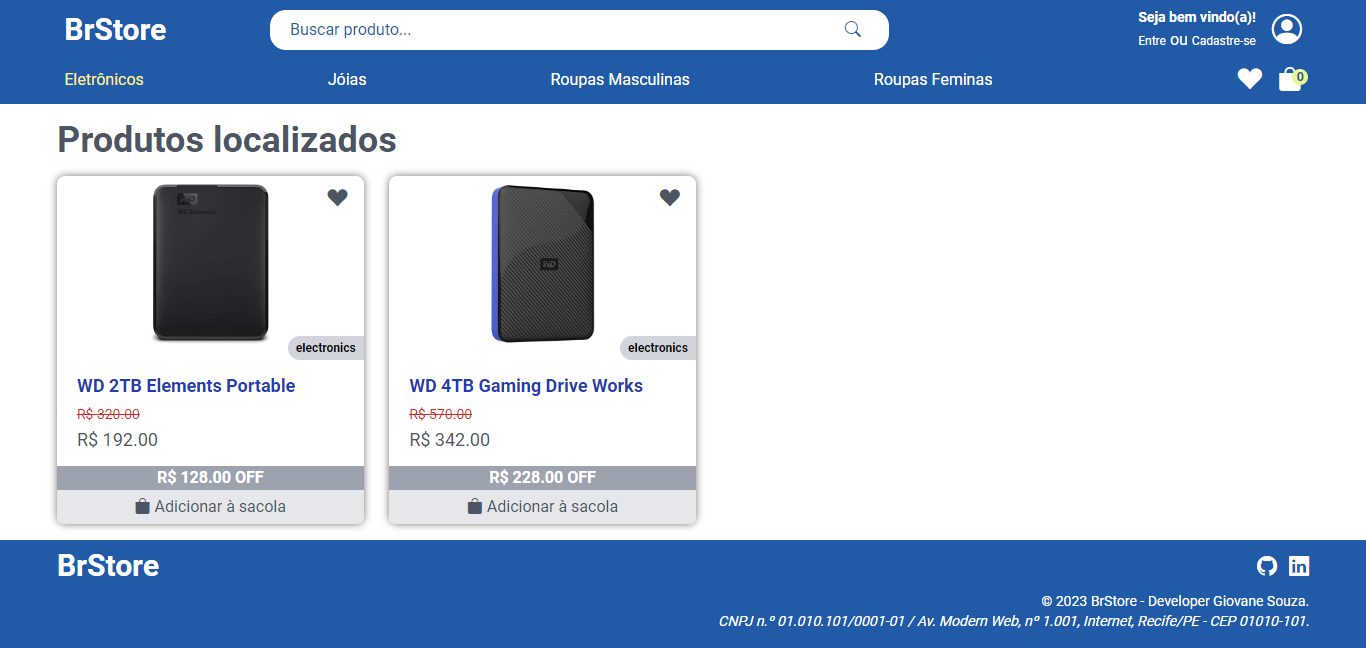 BrStore
Buscar produto...
Seja bem vindo(a)!
Entre OU Cadastre-se
Eletrônicos
Jóias
Roupas Masculinas
Roupas Feminas
0
Produtos localizados
WD
WD Elements
electronics
WD 2TB Elements Portable
R$ 320.00
R$ 192.00
R$ 128.00 OFF
Adicionar à sacola
WD
electronics
WD 4TB Gaming Drive Works
R$ 570.00
R$ 342.00
R$ 228.00 OFF
Adicionar à sacola
BrStore
in
© 2023 BrStore - Developer Giovane Souza.
CNPJ n.º 01.010.101/0001-01 / Av. Modern Web, nº 1.001, Internet, Recife/PE - CEP 01010-101.